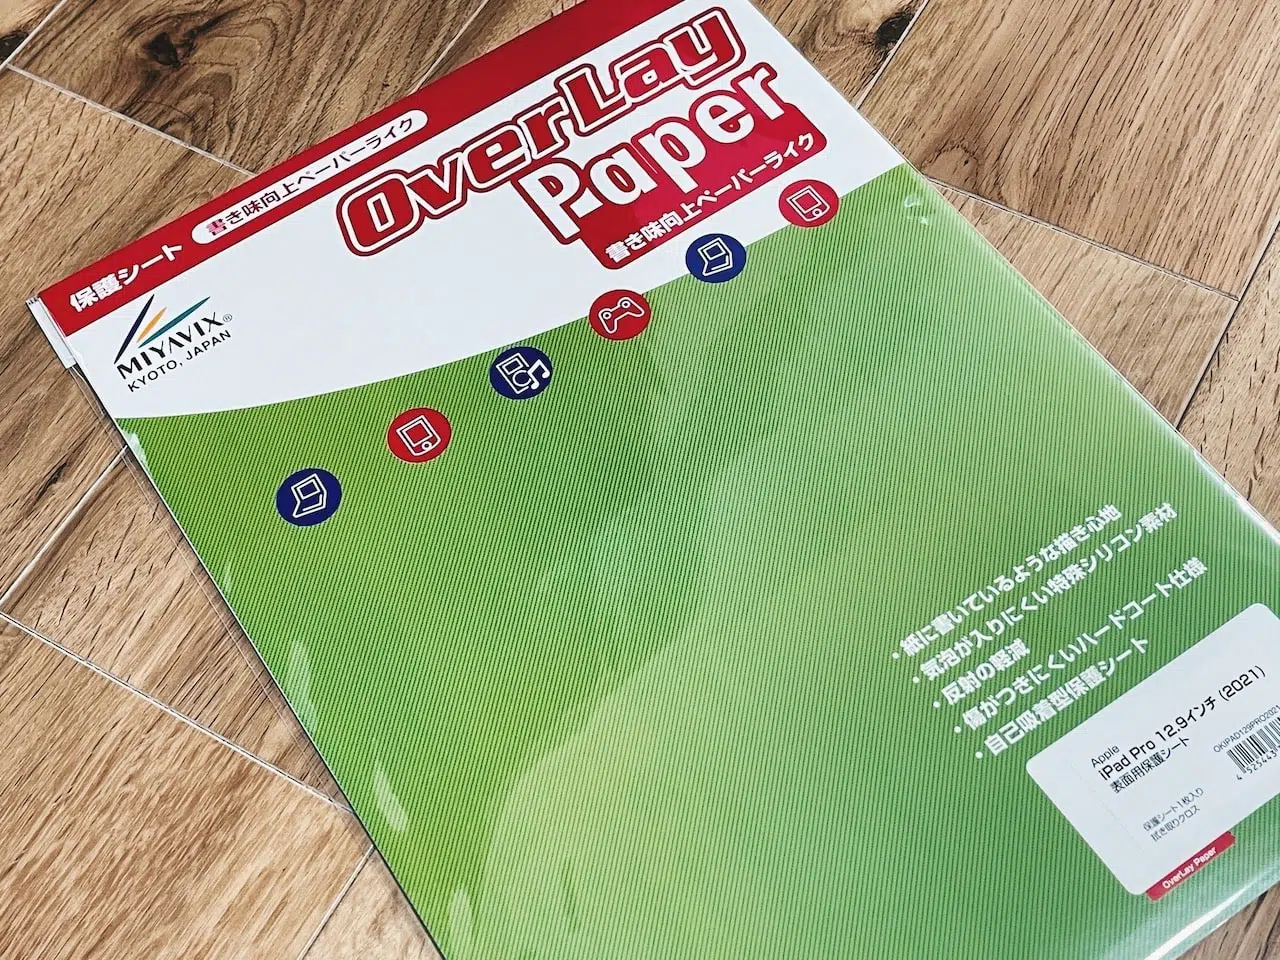 保護シート 書き味向上ペーパーライク
OverLay
Paper
書き味向上ペーパーライク
MIYAVIX®
KYOTO, JAPAN
・紙に書いているような描き心地
・気泡が入りにくい特殊シリコン素材
・反射の軽減
・傷がつきにくいハードコート仕様
・自己吸着型保護シート
Apple
iPad Pro 12.9インチ (2021)
表面用保護シート
OKIPAD129PRO2021
4 525443
保護シート1枚入り
拭き取りクロス
OverLay Paper